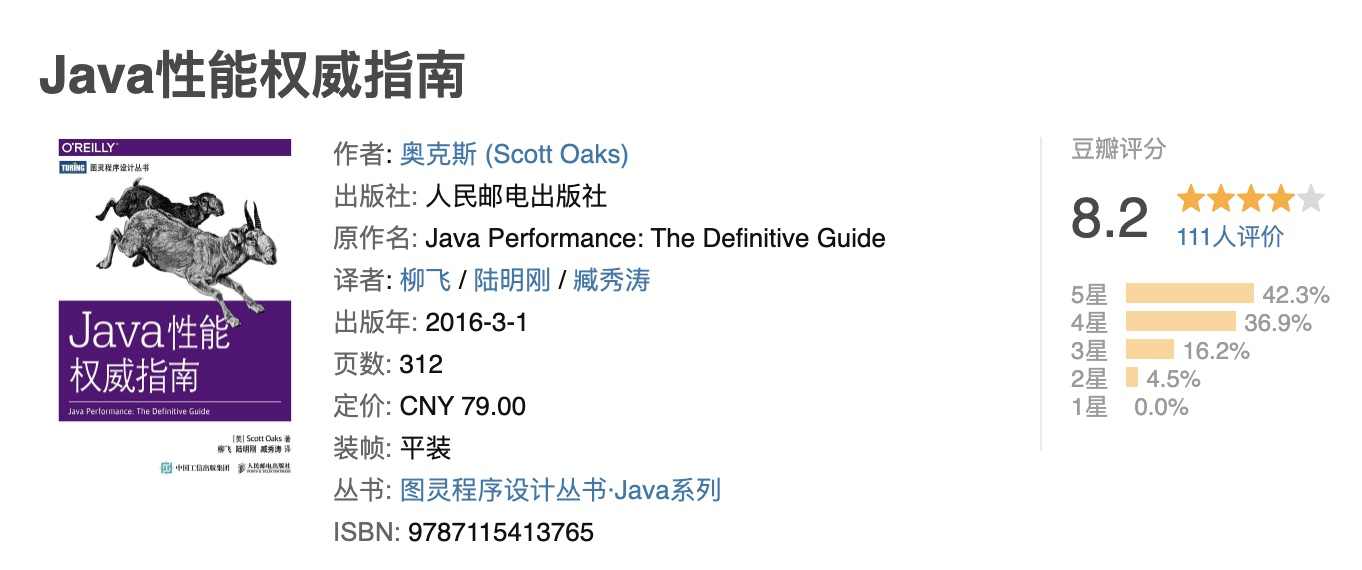 Java性能权威指南
O'REILLY
TURING 图灵程序设计丛书
Java性能
权威指南
Java Performance: The Definitive Guide
[美] Scott Oaks 著
柳飞 陆明刚 臧秀涛 译
中国工信出版集团 人民邮电出版社
POSTS & TELECOM PRESS
作者: 奥克斯 (Scott Oaks)
出版社: 人民邮电出版社
原作名: Java Performance: The Definitive Guide
译者: 柳飞 / 陆明刚 / 臧秀涛
出版年: 2016-3-1
页数: 312
定价: CNY 79.00
装帧: 平装
丛书: 图灵程序设计丛书·Java系列
ISBN: 9787115413765
豆瓣评分
8.2
111人评价
5星 42.3%
4星 36.9%
3星 16.2%
2星 4.5%
1星 0.0%